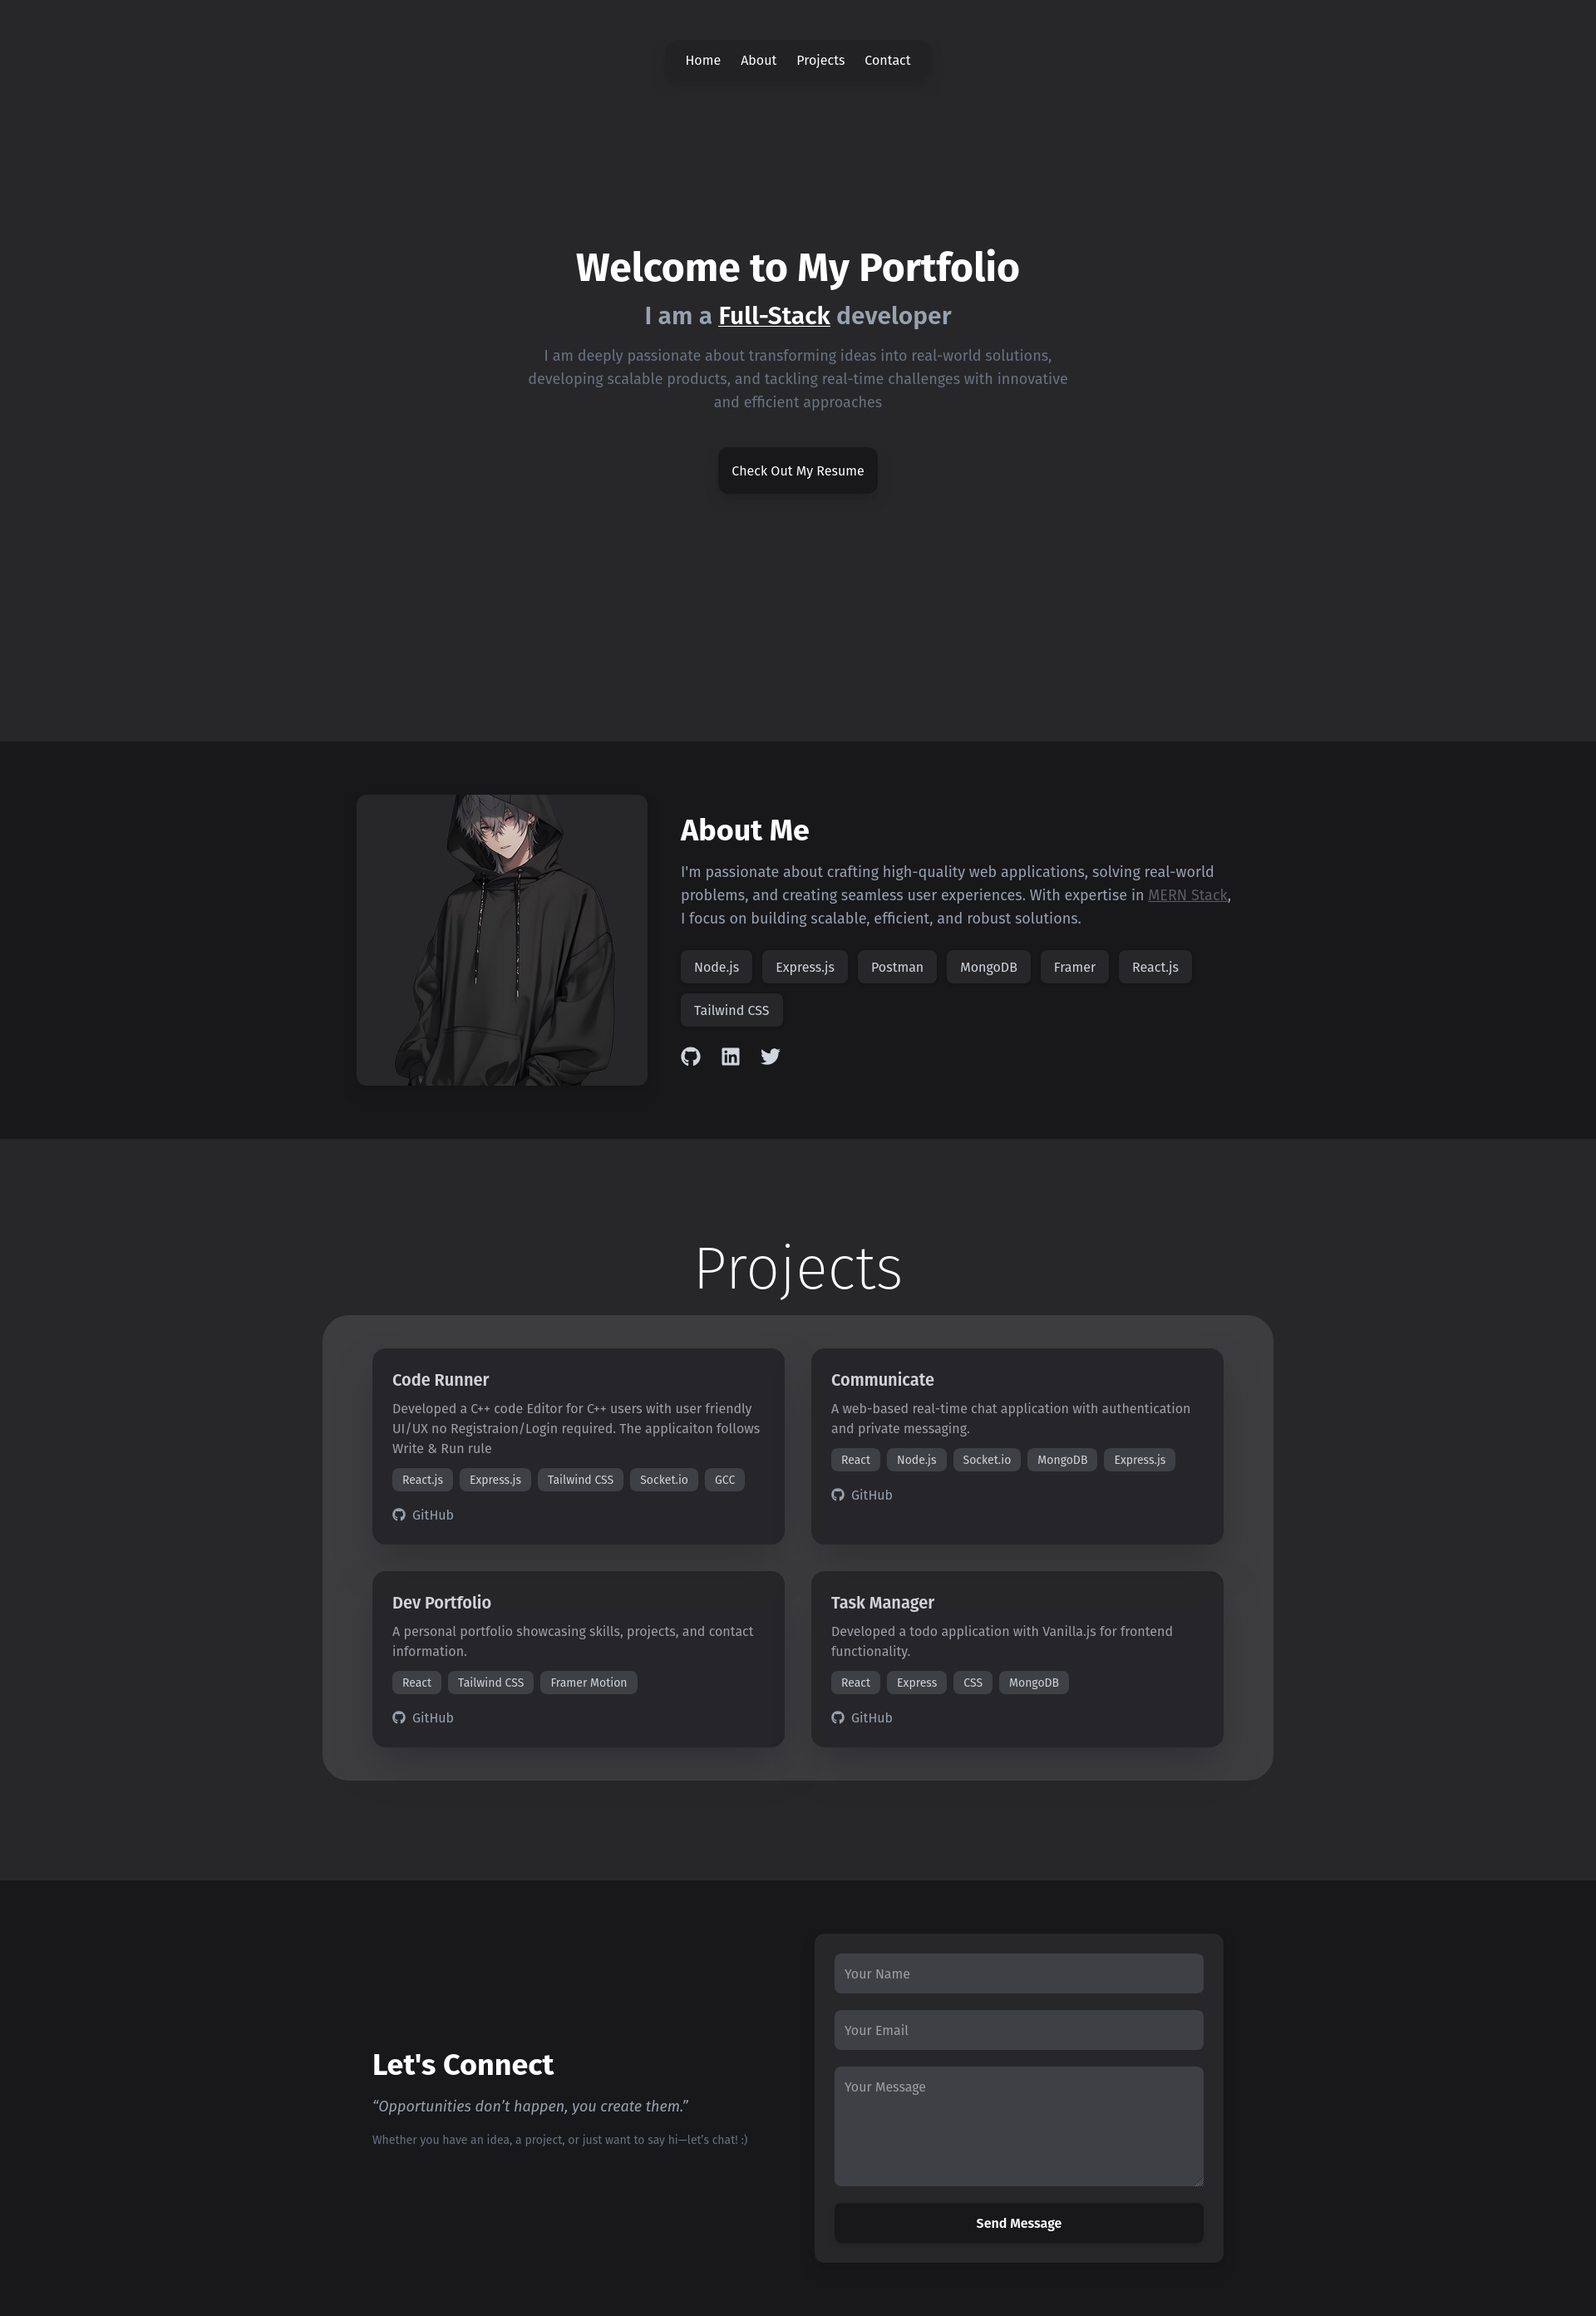 Home About Projects Contact
Welcome to My Portfolio
I am a Full-Stack developer
I am deeply passionate about transforming ideas into real-world solutions,
developing scalable products, and tackling real-time challenges with innovative
and efficient approaches
Check Out My Resume
About Me
I'm passionate about crafting high-quality web applications, solving real-world
problems, and creating seamless user experiences. With expertise in MERN Stack,
I focus on building scalable, efficient, and robust solutions.
Node.js Express.js Postman MongoDB Framer React.js
Tailwind CSS
Projects
Code Runner
Developed a C++ code Editor for C++ users with user friendly
UI/UX no Registraion/Login required. The applicaiton follows
Write & Run rule
React.js Express.js Tailwind CSS Socket.io GCC
GitHub
Communicate
A web-based real-time chat application with authentication
and private messaging.
React Node.js Socket.io MongoDB Express.js
GitHub
Dev Portfolio
A personal portfolio showcasing skills, projects, and contact
information.
React Tailwind CSS Framer Motion
GitHub
Task Manager
Developed a todo application with Vanilla.js for frontend
functionality.
React Express CSS MongoDB
GitHub
Let's Connect
“Opportunities don’t happen, you create them.”
Whether you have an idea, a project, or just want to say hi—let’s chat! :)
Your Name
Your Email
Your Message
Send Message